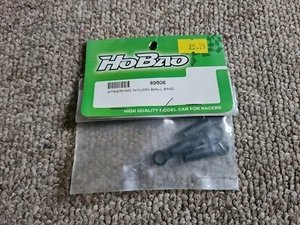 HOBAO
89506
STEERING NYLON BALL END
HIGH QUALITY MODEL CAR FOR RACERS